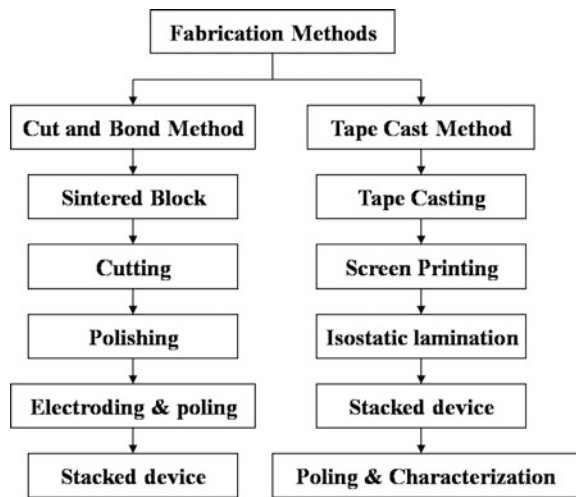 Fabrication Methods
Cut and Bond Method
Tape Cast Method
Sintered Block
Tape Casting
Cutting
Screen Printing
Polishing
Isostatic lamination
Electroding & poling
Stacked device
Stacked device
Poling & Characterization